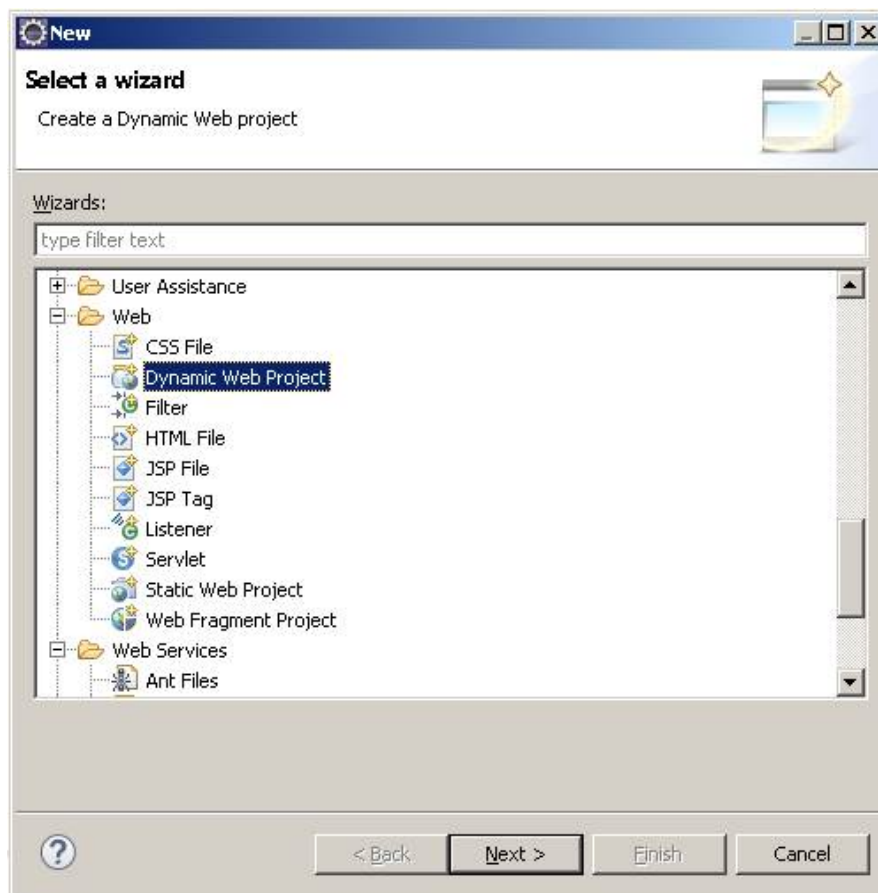 New
Select a wizard
Create a Dynamic Web project
Wizards:
type filter text
User Assistance
Web
CSS File
Dynamic Web Project
Filter
HTML File
JSP File
JSP Tag
Listener
Servlet
Static Web Project
Web Fragment Project
Web Services
Ant Files
? < Back Next > Finish Cancel